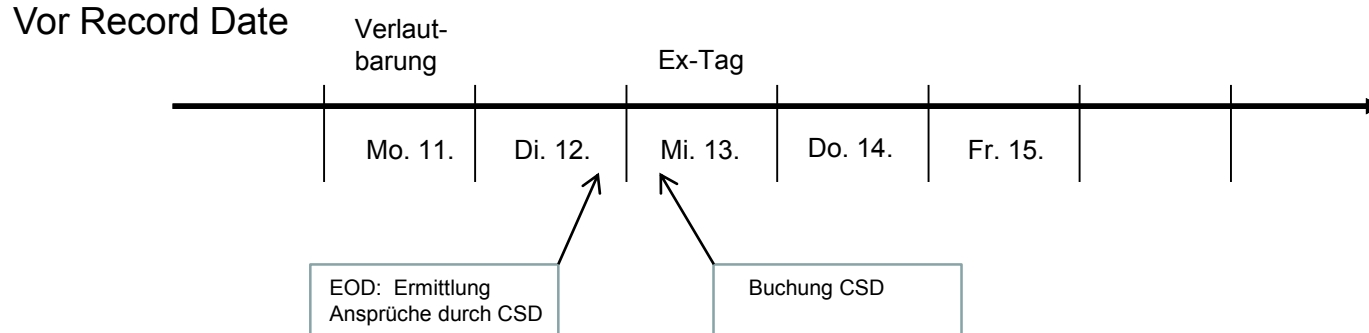 Vor Record Date
Verlaut-
barung
Ex-Tag
Mo. 11.
Di. 12.
Mi. 13.
Do. 14.
Fr. 15.
EOD: Ermittlung
Ansprüche durch CSD
Buchung CSD